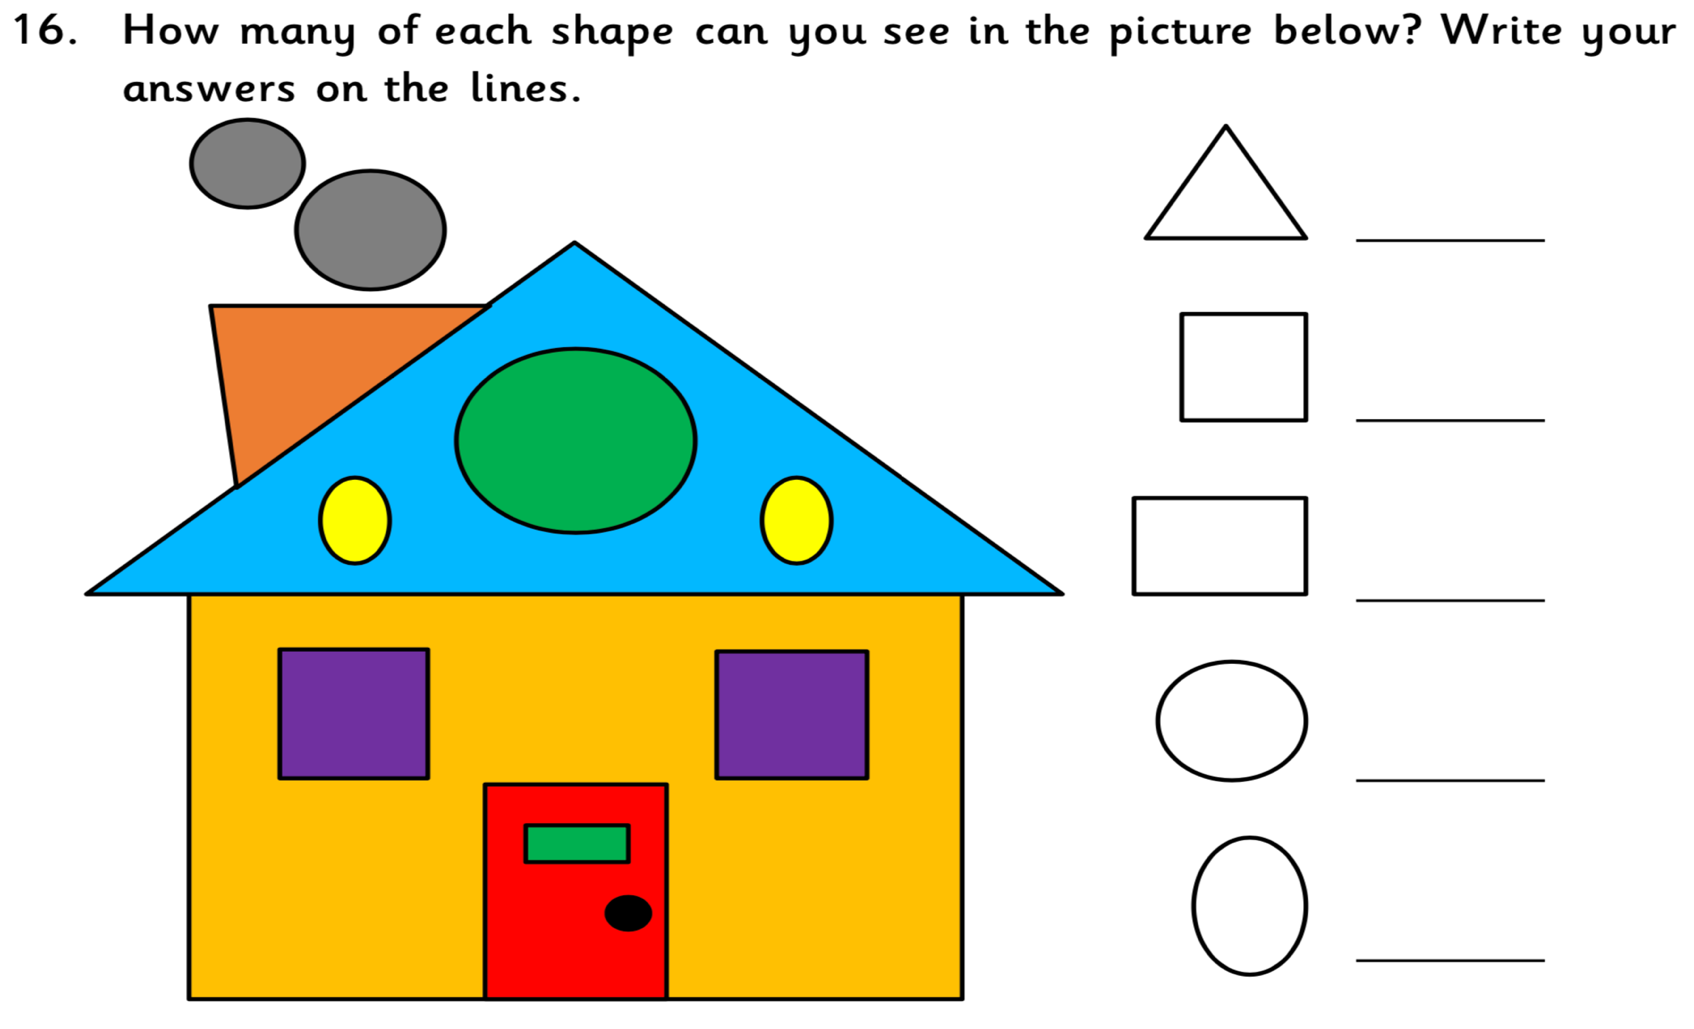 16. How many of each shape can you see in the picture below? Write your
answers on the lines.